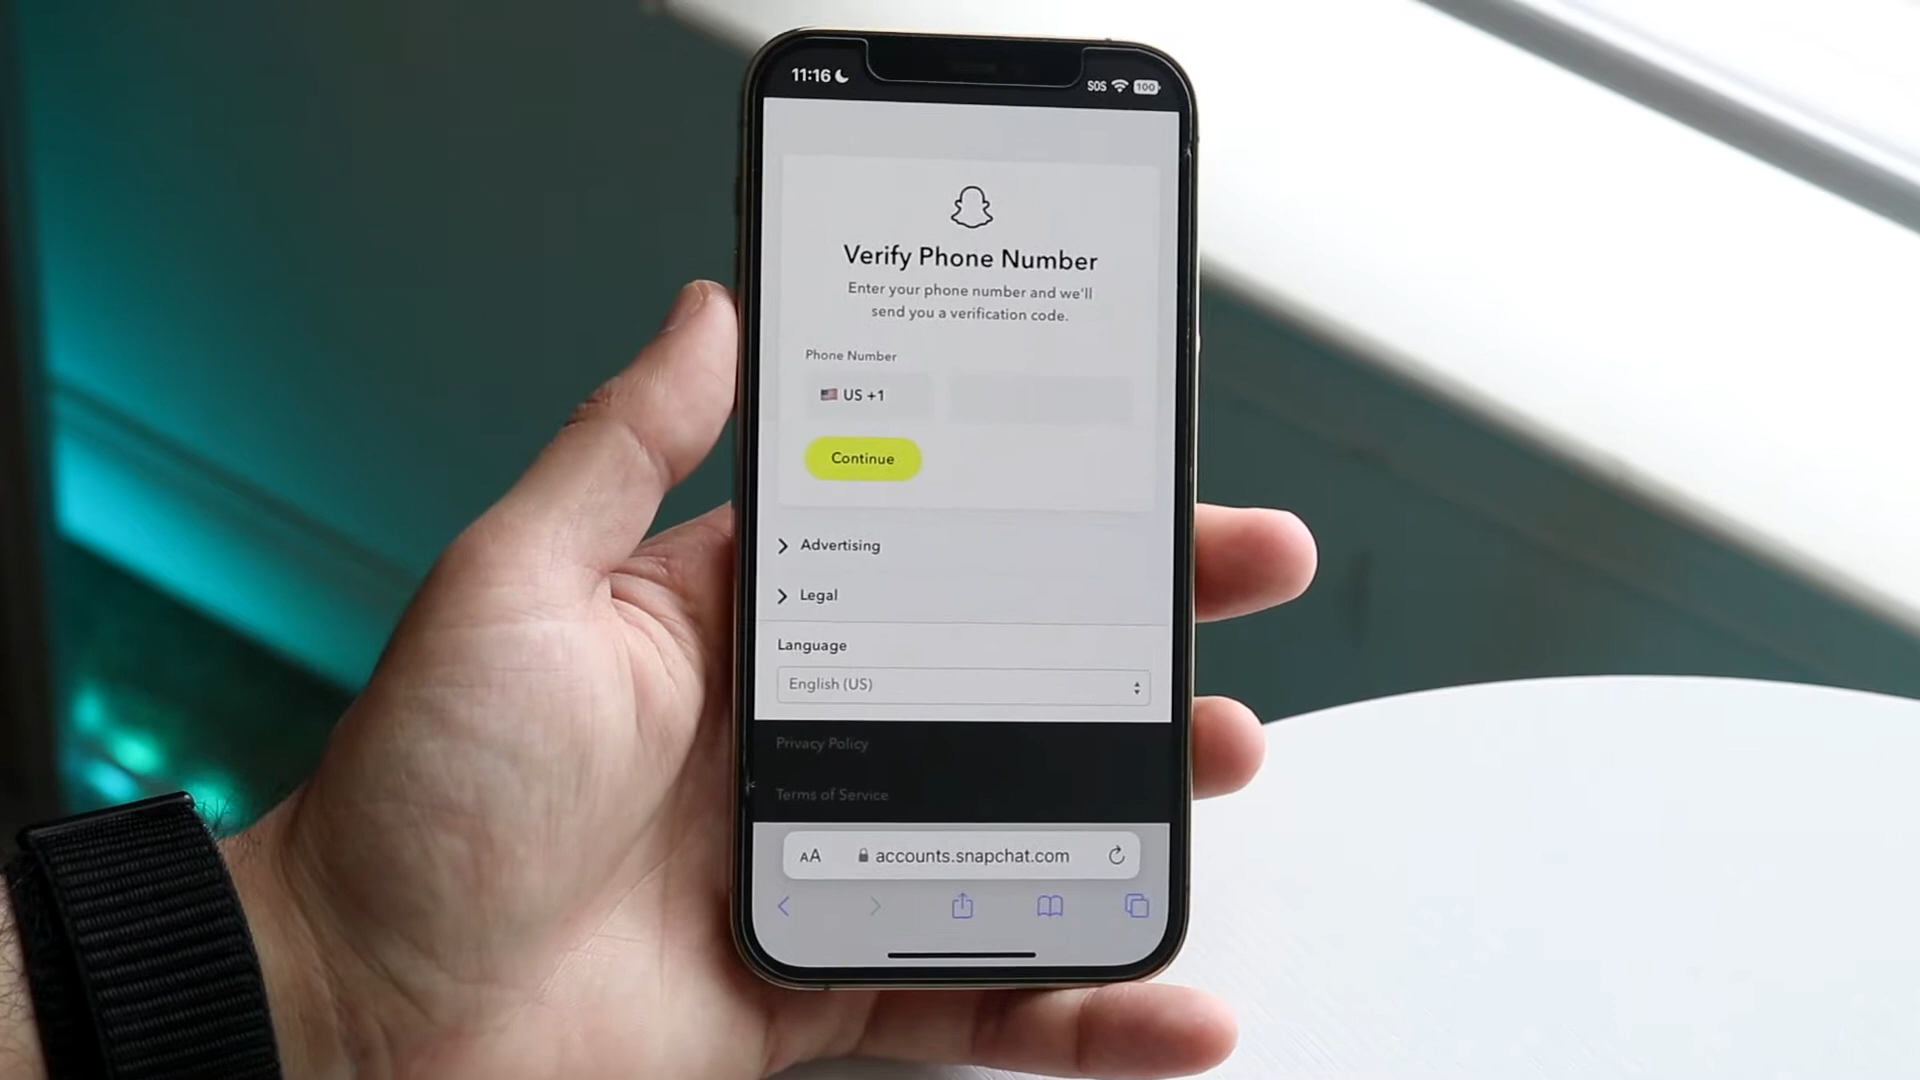 11:16
SOS
100
Verify Phone Number
Enter your phone number and we'll
send you a verification code.
Phone Number
US +1
Continue
Advertising
Legal
Language
English (US)
Privacy Policy
Terms of Service
AA accounts.snapchat.com